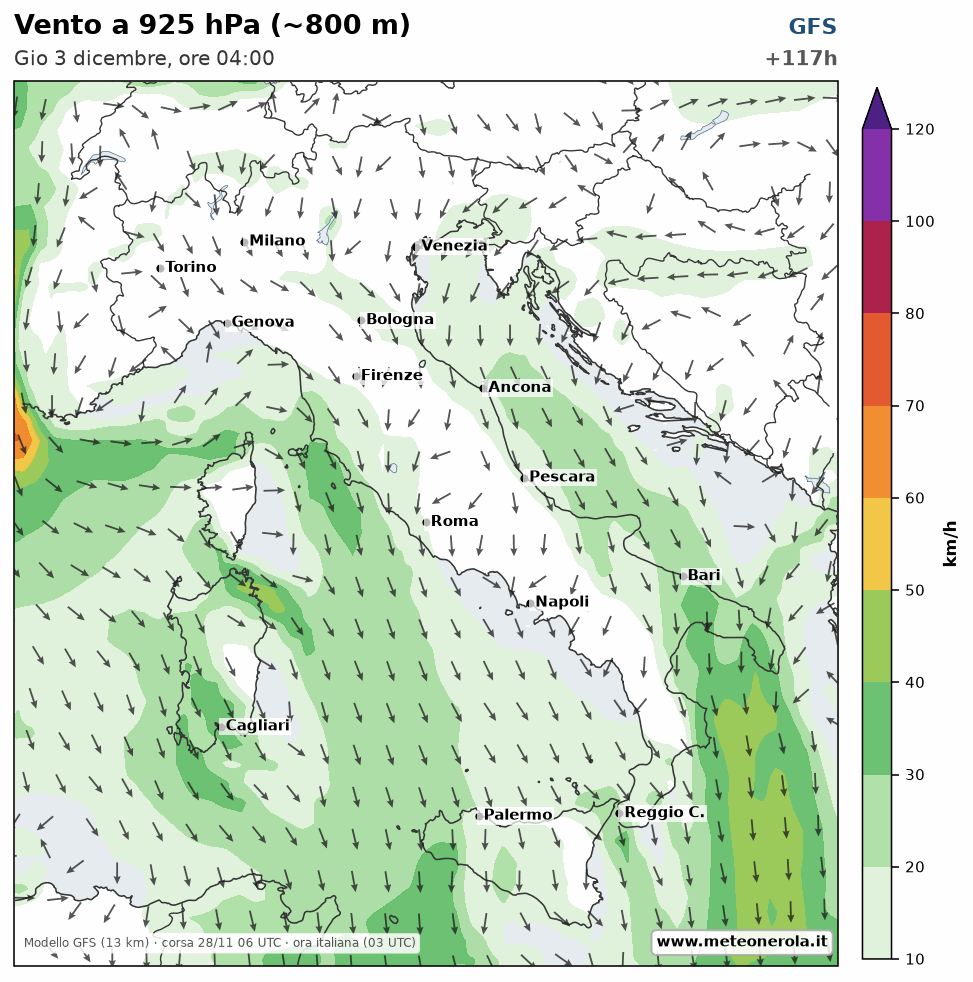 Vento a 925 hPa (~800 m)
GFS
Gio 3 dicembre, ore 04:00
+117h
120
100
80
70
60
50
40
30
20
10
km/h
Milano
Venezia
Torino
Genova
Bologna
Firenze
Ancona
Pescara
Roma
Bari
Napoli
Cagliari
Palermo
Reggio C.
Modello GFS (13 km) · corsa 28/11 06 UTC · ora italiana (03 UTC)
www.meteonerola.it